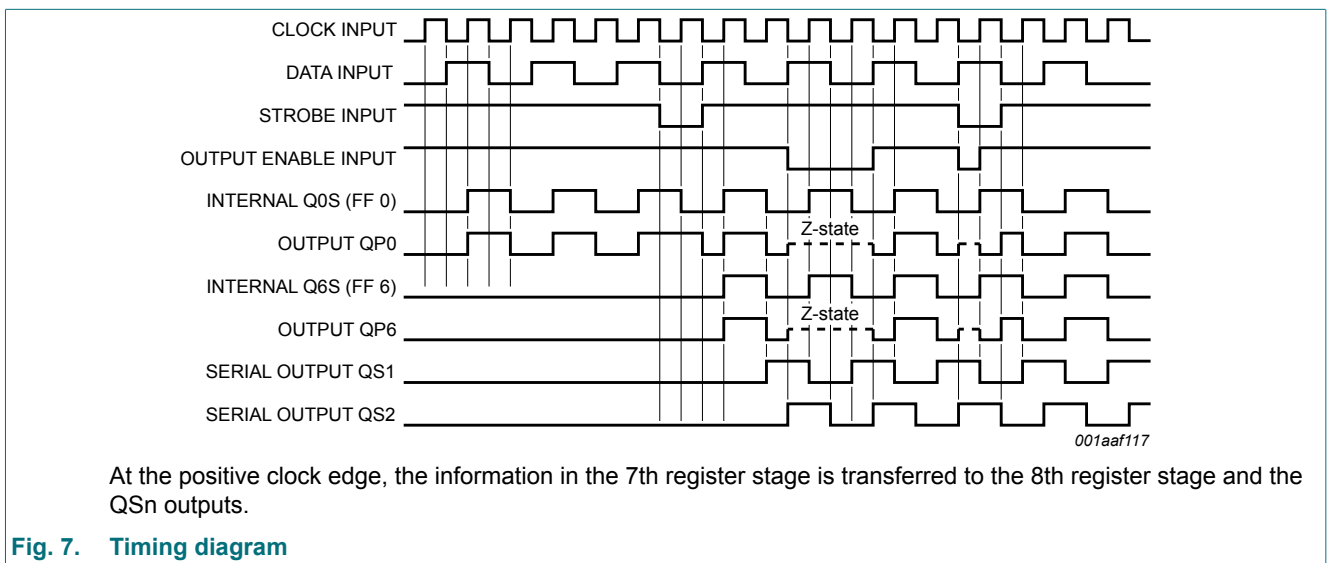 CLOCK INPUT
DATA INPUT
STROBE INPUT
OUTPUT ENABLE INPUT
INTERNAL Q0S (FF 0)
Z-state
OUTPUT QP0
INTERNAL Q6S (FF 6)
Z-state
OUTPUT QP6
SERIAL OUTPUT QS1
SERIAL OUTPUT QS2
001aaf117
At the positive clock edge, the information in the 7th register stage is transferred to the 8th register stage and the
QSn outputs.
Fig. 7. Timing diagram